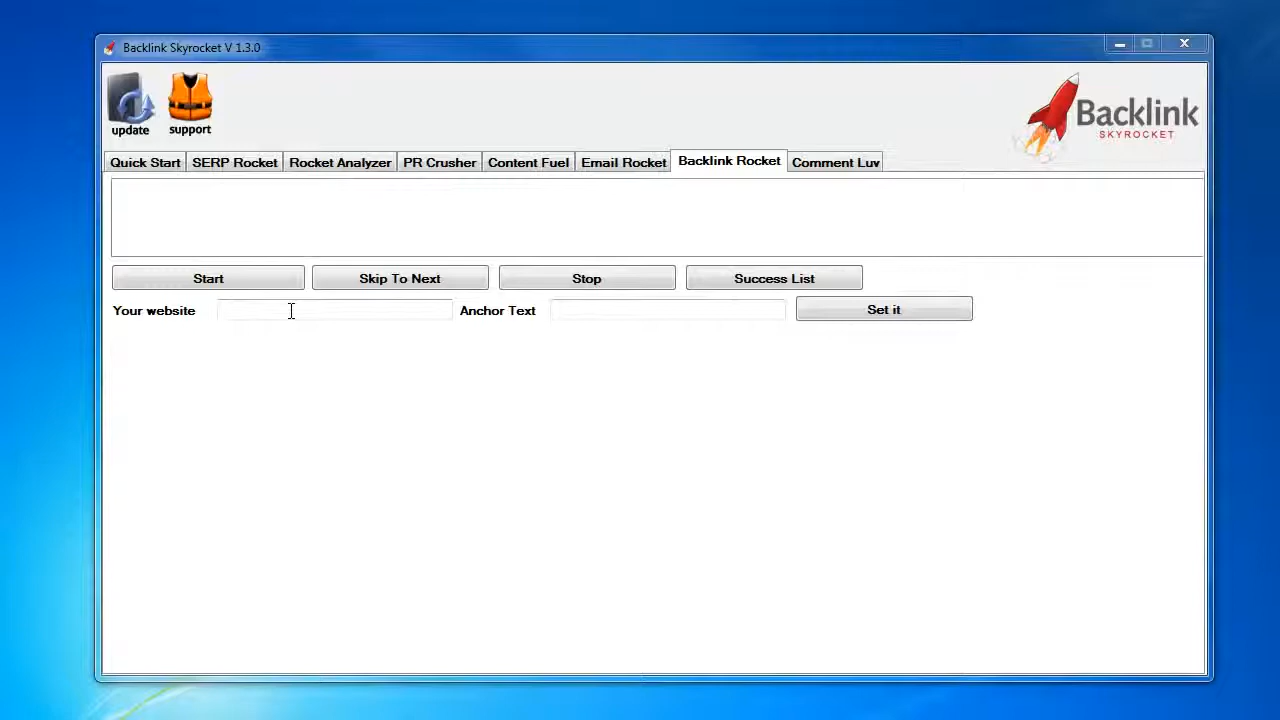 Backlink Skyrocket V 1.3.0
update support
Backlink
SKYROCKET
Quick Start SERP Rocket Rocket Analyzer PR Crusher Content Fuel Email Rocket Backlink Rocket Comment Luv
Start Skip To Next Stop Success List
Your website Anchor Text Set it